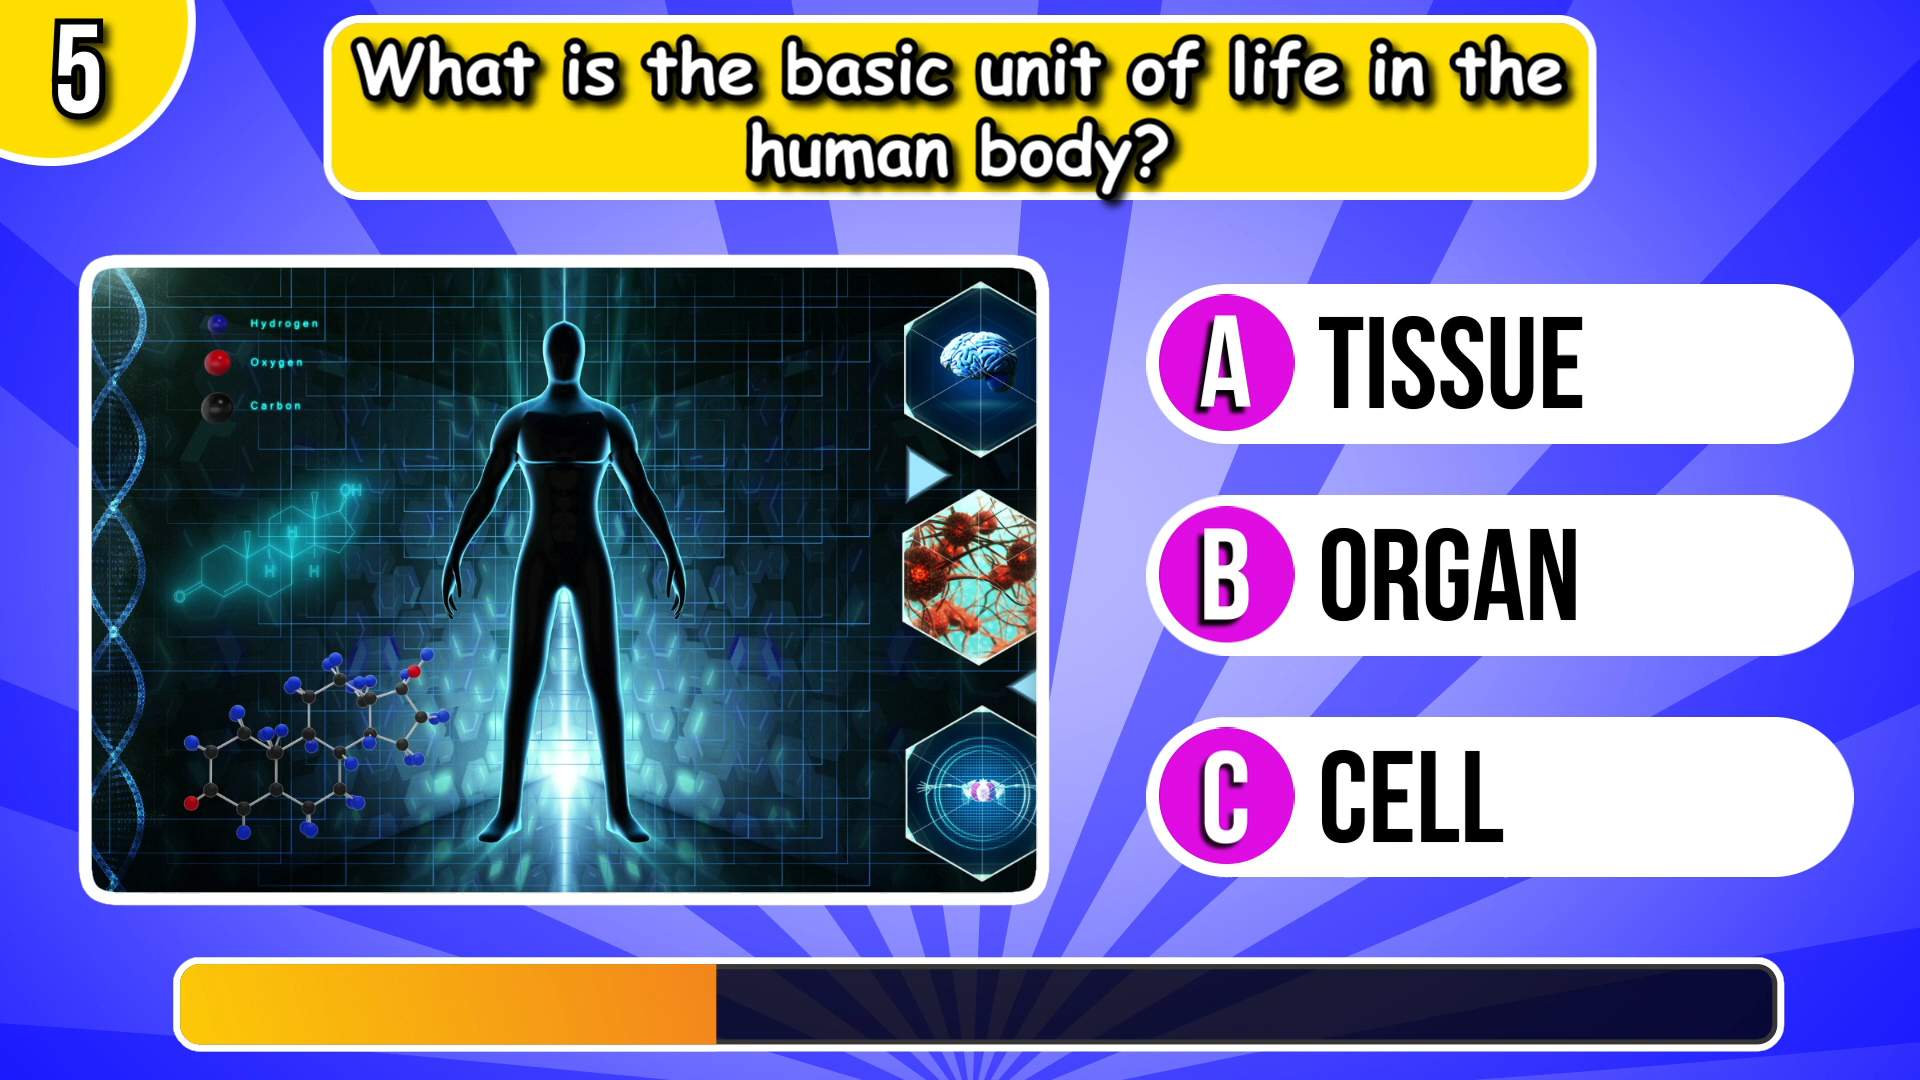 5
What is the basic unit of life in the
human body?
Hydrogen
Oxygen
Carbon
OH
H
H
H
O
A TISSUE
B ORGAN
C CELL